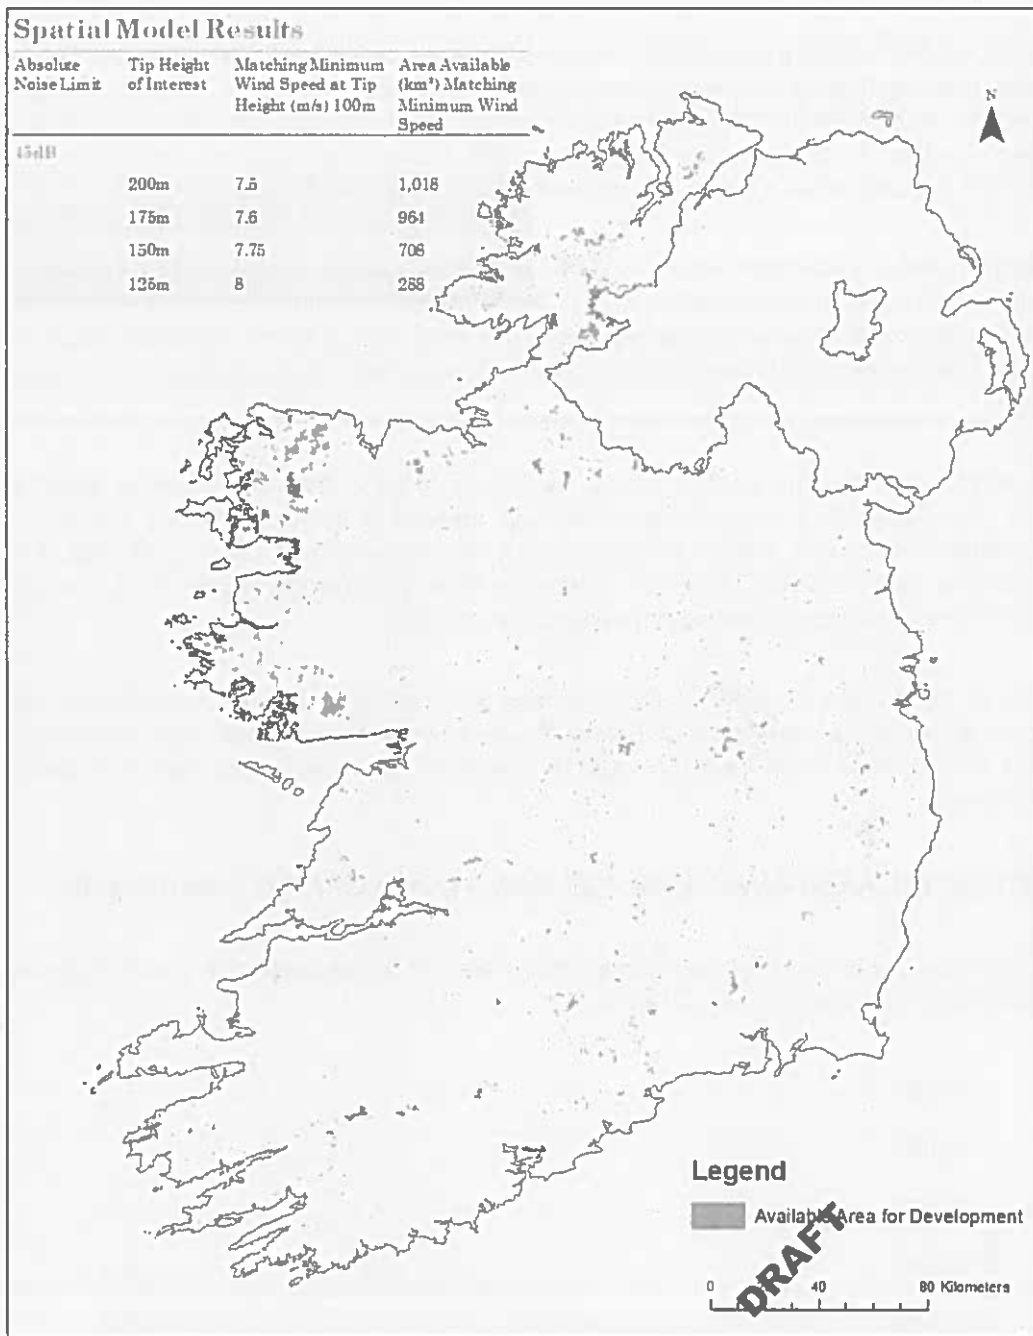 Spatial Model Results
Absolute Noise Limit
Tip Height of Interest
Matching Minimum Wind Speed at Tip Height (m/s) 100m
Area Available (km²) Matching Minimum Wind Speed
45dB
200m 7.5 1,018
175m 7.6 964
150m 7.75
125m 8 288
N
Legend
Available Area for Development
DRAFT
0 40 80 Kilometers